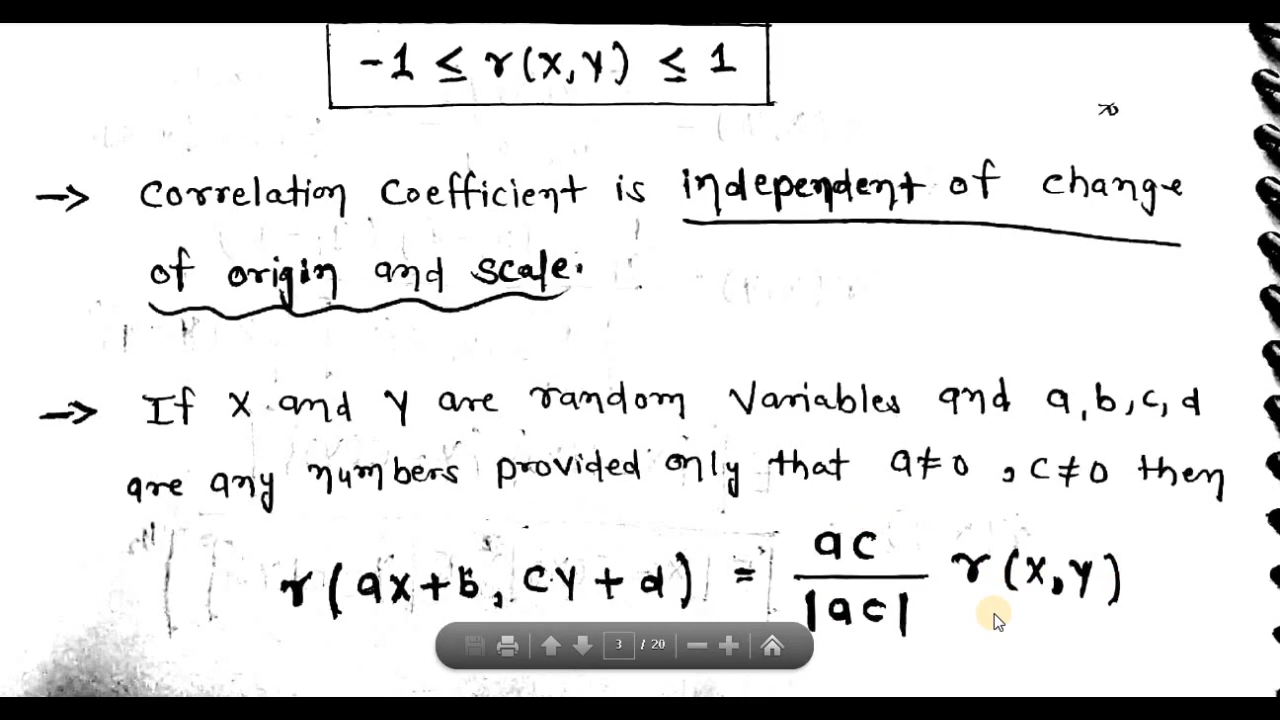 -1 ≤ r(X,Y) ≤ 1
→ Correlation Coefficient is independent of change
of origin and scale.
→ If X and Y are random Variables and a, b, c, d
are any numbers provided only that a≠0, c≠0 then
r(aX+b, cY+d) = ac/|ac| r(X,Y)
3 / 20